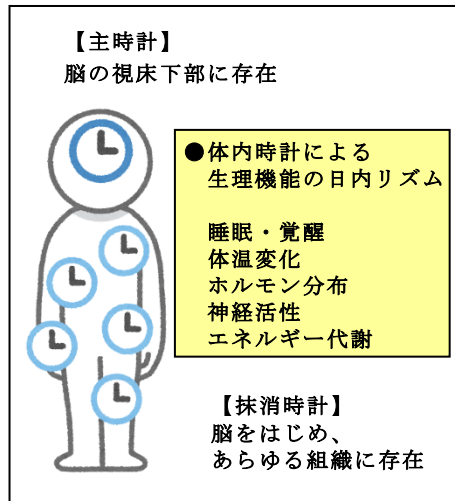 【主時計】
脳の視床下部に存在
●体内時計による
生理機能の日内リズム
睡眠・覚醒
体温変化
ホルモン分布
神経活性
エネルギー代謝
【抹消時計】
脳をはじめ、
あらゆる組織に存在